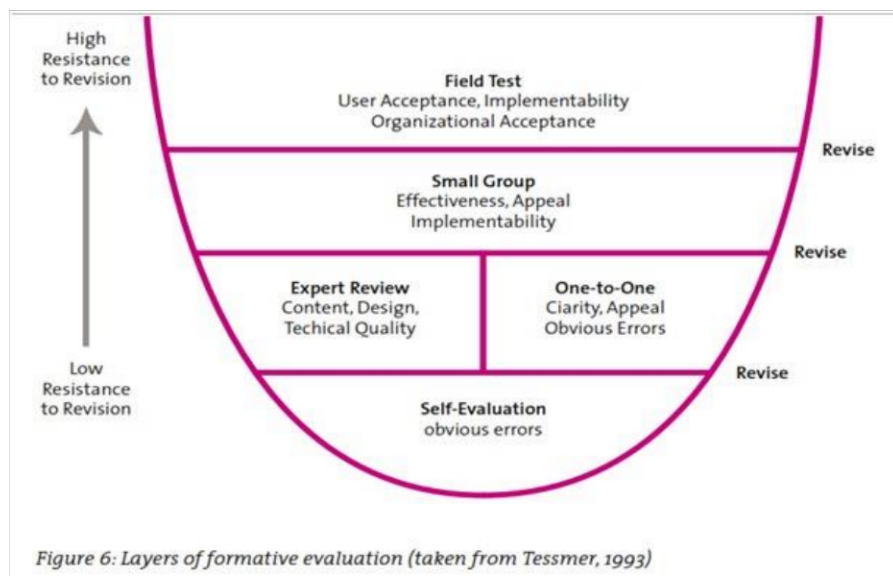 High
Resistance
to Revision
Field Test
User Acceptance, Implementability
Organizational Acceptance
Revise
Small Group
Effectiveness, Appeal
Implementability
Revise
Expert Review
Content, Design,
Techical Quality
One-to-One
Ciarity, Appeal
Obvious Errors
Low
Resistance
to Revision
Revise
Self-Evaluation
obvious errors
Figure 6: Layers of formative evaluation (taken from Tessmer, 1993)